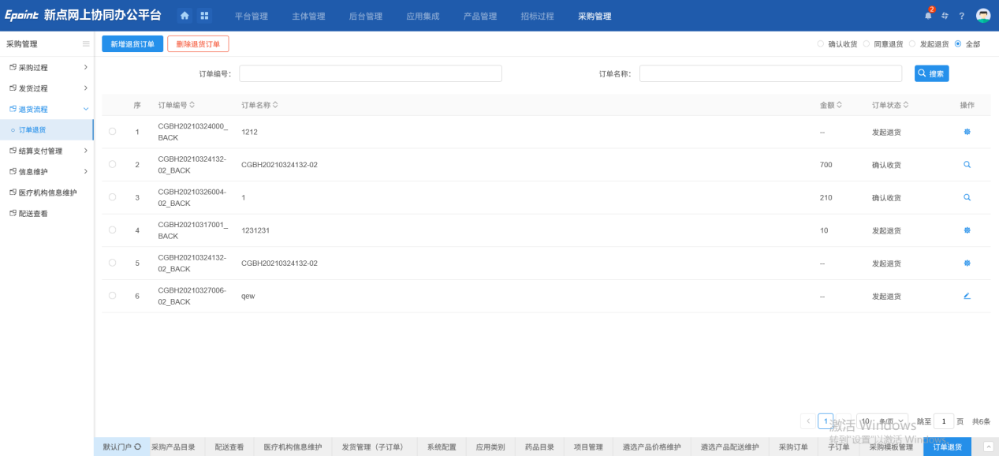 Epoint 新点网上协同办公平台 平台管理 主体管理 后台管理 应用集成 产品管理 招标过程 采购管理 2 ?
采购管理
新增退货订单 删除退货订单 确认收货 同意退货 发起退货 全部
采购过程
发货过程
退货流程
订单退货
结算支付管理
信息维护
医疗机构信息维护
配送查看
订单编号: 订单名称: 搜索
序 订单编号 订单名称 金额 订单状态 操作
1 CGBH20210324000_BACK 1212 -- 发起退货
2 CGBH20210324132-02_BACK CGBH20210324132-02 700 确认收货
3 CGBH20210326004-02_BACK 1 210 确认收货
4 CGBH20210317001_BACK 1231231 10 发起退货
5 CGBH20210324132-02_BACK CGBH20210324132-02 -- 发起退货
6 CGBH20210327006-02_BACK qew -- 发起退货
1 10 条/页 跳至 1 页 共6条
激活 Windows
转到"设置"以激活 Windows。
默认门户 采购产品目录 配送查看 医疗机构信息维护 发货管理(子订单) 系统配置 应用类别 药品目录 项目管理 遴选产品价格维护 遴选产品配送维护 采购订单 子订单 采购模板管理 订单退货